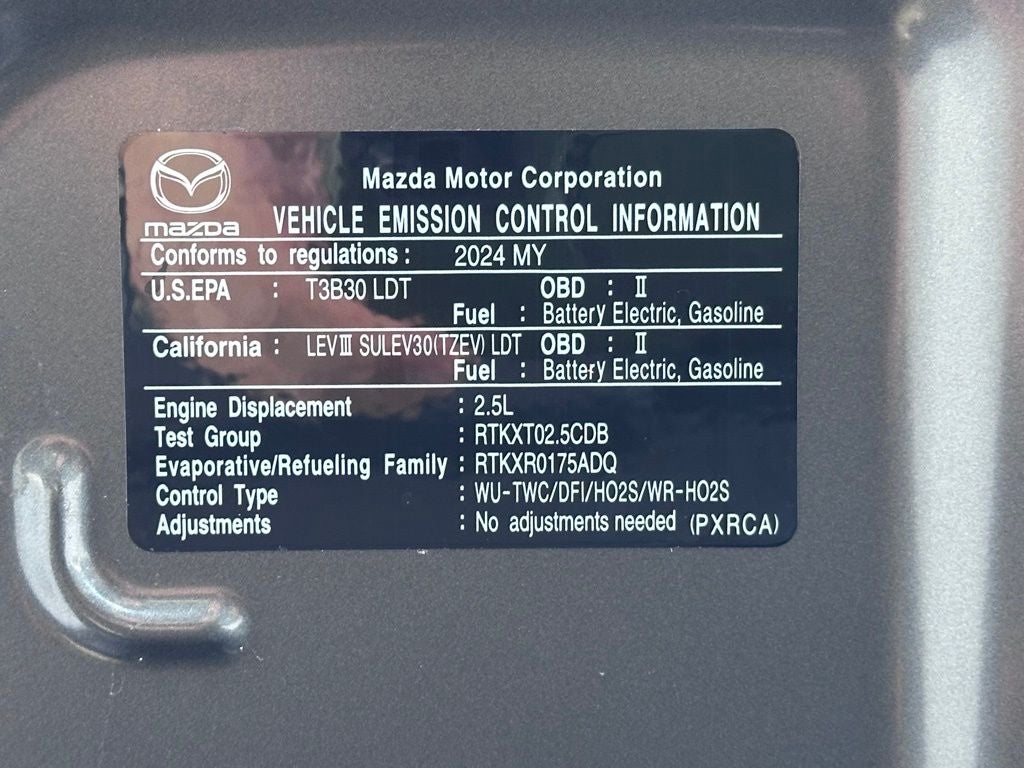 mazda
Mazda Motor Corporation
VEHICLE EMISSION CONTROL INFORMATION
Conforms to regulations : 2024 MY
U.S.EPA : T3B30 LDT OBD : II
Fuel : Battery Electric, Gasoline
California : LEVⅢ SULEV30(TZEV) LDT OBD : II
Fuel : Battery Electric, Gasoline
Engine Displacement : 2.5L
Test Group : RTKXT02.5CDB
Evaporative/Refueling Family : RTKXR0175ADQ
Control Type : WU-TWC/DFI/HO2S/WR-HO2S
Adjustments : No adjustments needed (PXRCA)